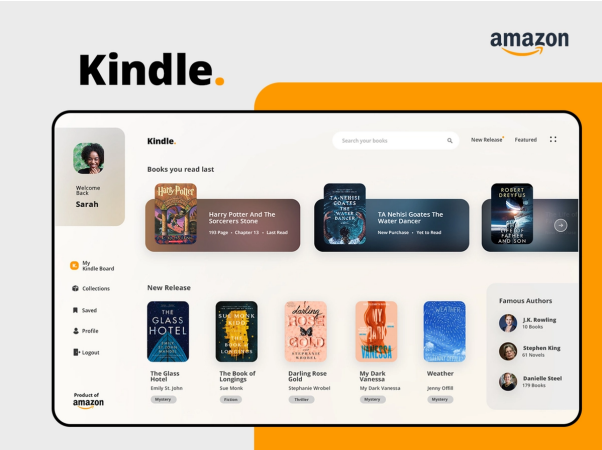 amazon
Kindle.
Welcome
Back
Sarah
My
Kindle Board
Collections
Saved
Profile
Logout
Product of
amazon
Kindle.
Search your books
New Release
Featured
Books you read last
Harry Potter
Harry Potter And The
Sorcerers Stone
193 Page • Chapter 13 • Last Read
TA-NEHISI
COATES
THE
WATER
DANCER
TA Nehisi Goates The
Water Dancer
New Purchase • Yet to Read
ROBERT
DREYFUS
LIFE OF
FATHER
AND SON
New Release
THE
GLASS
HOTEL
EMILY
ST. JOHN
MANDEL
The Glass
Hotel
Emily St. John
Mystery
SUE MONK
KIDD
THE
BOOK of
LONGINGS
The Book of
Longings
Sue Monk
Fiction
darling
ROSE
GOLD
STEPHANIE
WROBEL
Darling Rose
Gold
Stephanie Wrobel
Thriller
MY
DARK
VANESSA
My Dark
Vanessa
My Dark Vanessa
Mystery
WEATHER
Weather
Jenny Offill
Mystery
Famous Authors
J.K. Rowling
10 Books
Stephen King
61 Novels
Danielle Steel
179 Books